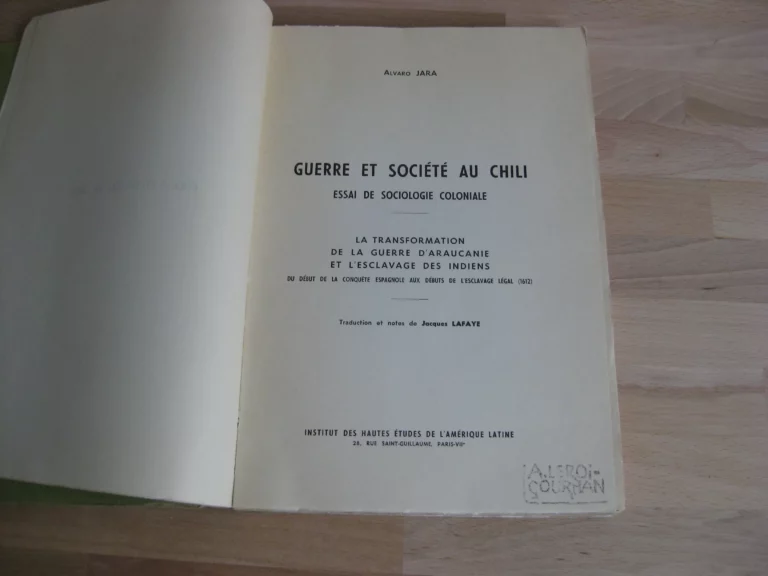 ALVARO JARA
GUERRE ET SOCIÉTÉ AU CHILI
ESSAI DE SOCIOLOGIE COLONIALE
LA TRANSFORMATION
DE LA GUERRE D'ARAUCANIE
ET L'ESCLAVAGE DES INDIENS
DU DÉBUT DE LA CONQUÊTE ESPAGNOLE AUX DÉBUTS DE L'ESCLAVAGE LÉGAL (1612)
Traduction et notes de Jacques LAFAYE
INSTITUT DES HAUTES ÉTUDES DE L'AMÉRIQUE LATINE
28, RUE SAINT-GUILLAUME, PARIS-VIIe
A. LEROI-
GOURHAN